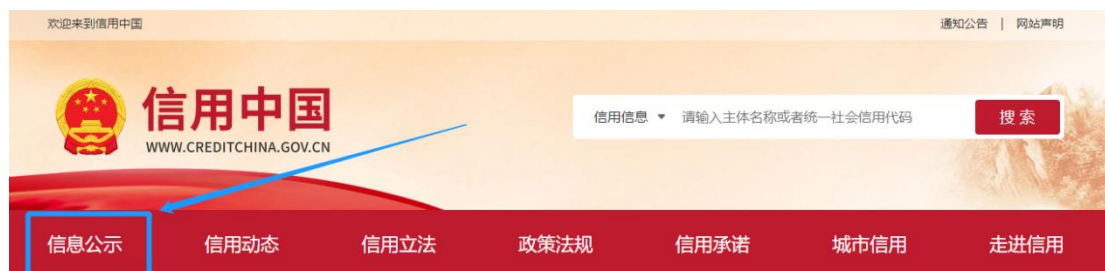 欢迎来到信用中国
通知公告 | 网站声明
信用中国
WWW.CREDITCHINA.GOV.CN
信用信息 请输入主体名称或者统一社会信用代码 搜索
信息公示 信用动态 信用立法 政策法规 信用承诺 城市信用 走进信用